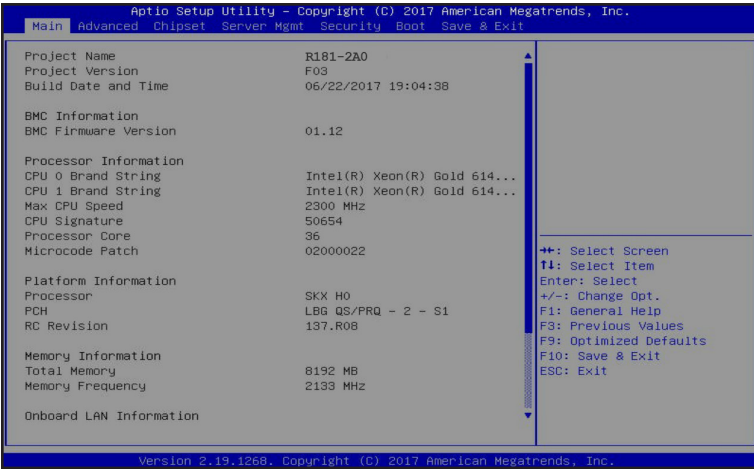 Aptio Setup Utility – Copyright (C) 2017 American Megatrends, Inc.
Main Advanced Chipset Server Mgmt Security Boot Save & Exit
Project Name R181-2A0
Project Version F03
Build Date and Time 06/22/2017 19:04:38
BMC Information
BMC Firmware Version 01.12
Processor Information
CPU 0 Brand String Intel(R) Xeon(R) Gold 614...
CPU 1 Brand String Intel(R) Xeon(R) Gold 614...
Max CPU Speed 2300 MHz
CPU Signature 50654
Processor Core 36
Microcode Patch 02000022
Platform Information
Processor SKX H0
PCH LBG QS/PRQ - 2 - S1
RC Revision 137.R08
Memory Information
Total Memory 8192 MB
Memory Frequency 2133 MHz
Onboard LAN Information
→←: Select Screen
↑↓: Select Item
Enter: Select
+/-: Change Opt.
F1: General Help
F3: Previous Values
F9: Optimized Defaults
F10: Save & Exit
ESC: Exit
Version 2.19.1268. Copyright (C) 2017 American Megatrends, Inc.